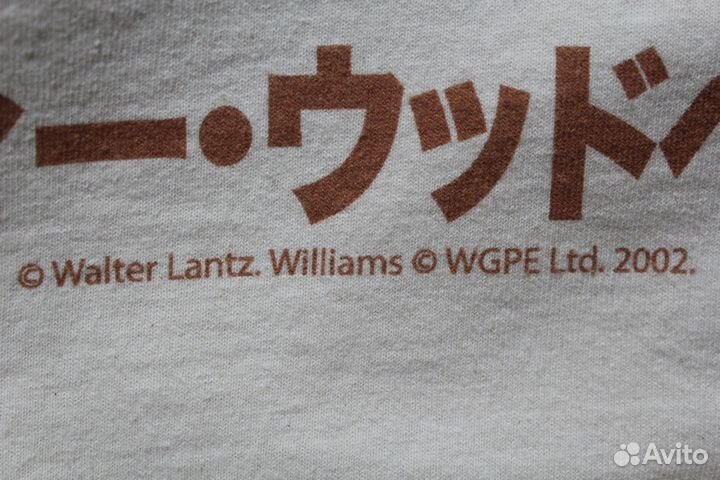 ー・ウッド
© Walter Lantz. Williams © WGPE Ltd. 2002.
Avito